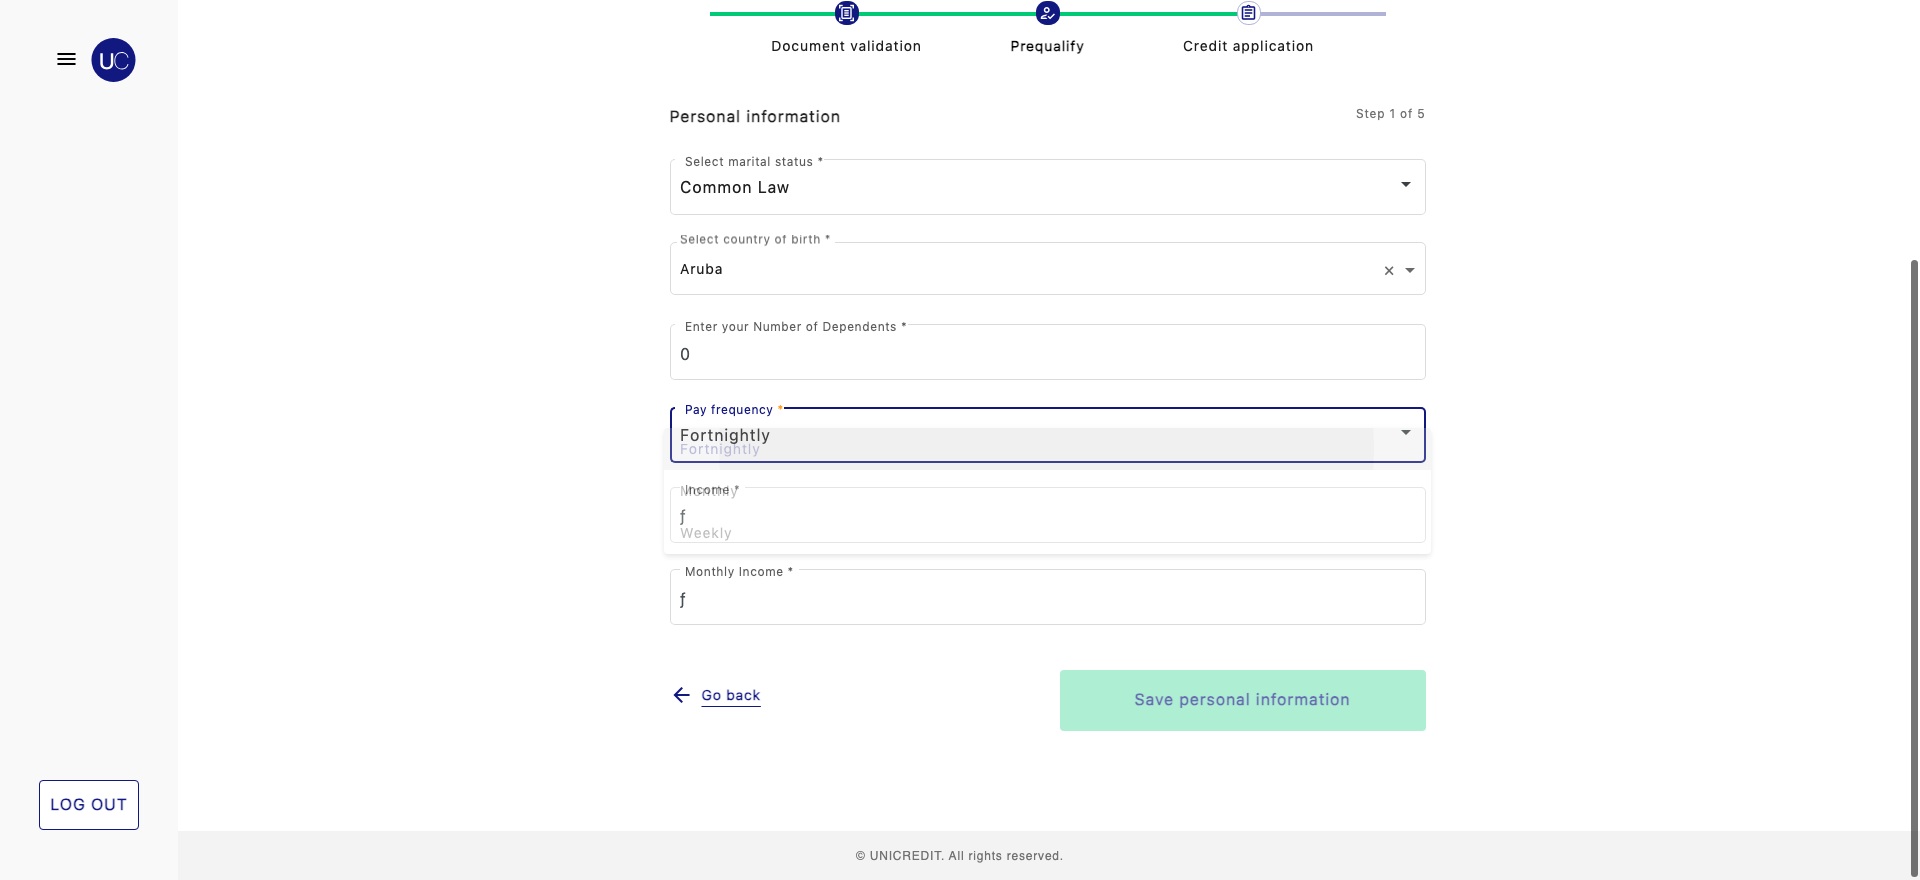 Document validation
Prequalify
Credit application
UC
Personal information
Step 1 of 5
Select marital status *
Common Law
Select country of birth *
Aruba
Enter your Number of Dependents *
0
Pay frequency *
Fortnightly
Fortnightly
Income *
Monthly
ƒ
Weekly
Monthly Income *
ƒ
Go back
Save personal information
LOG OUT
© UNICREDIT. All rights reserved.